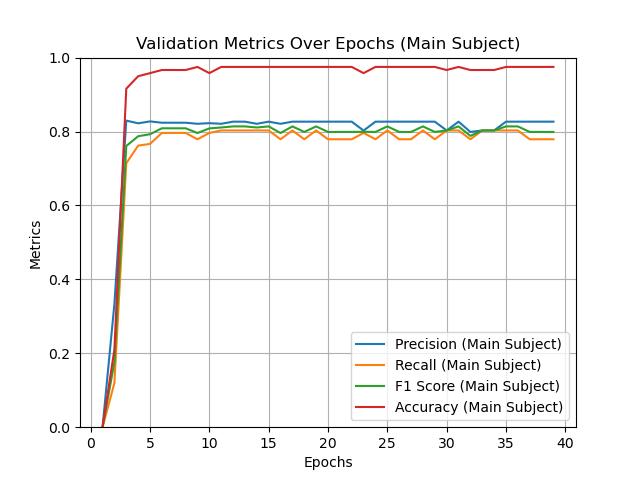 Validation Metrics Over Epochs (Main Subject)
1.0
0.8
0.6
0.4
0.2
0.0
Metrics
Precision (Main Subject)
Recall (Main Subject)
F1 Score (Main Subject)
Accuracy (Main Subject)
0 5 10 15 20 25 30 35 40
Epochs